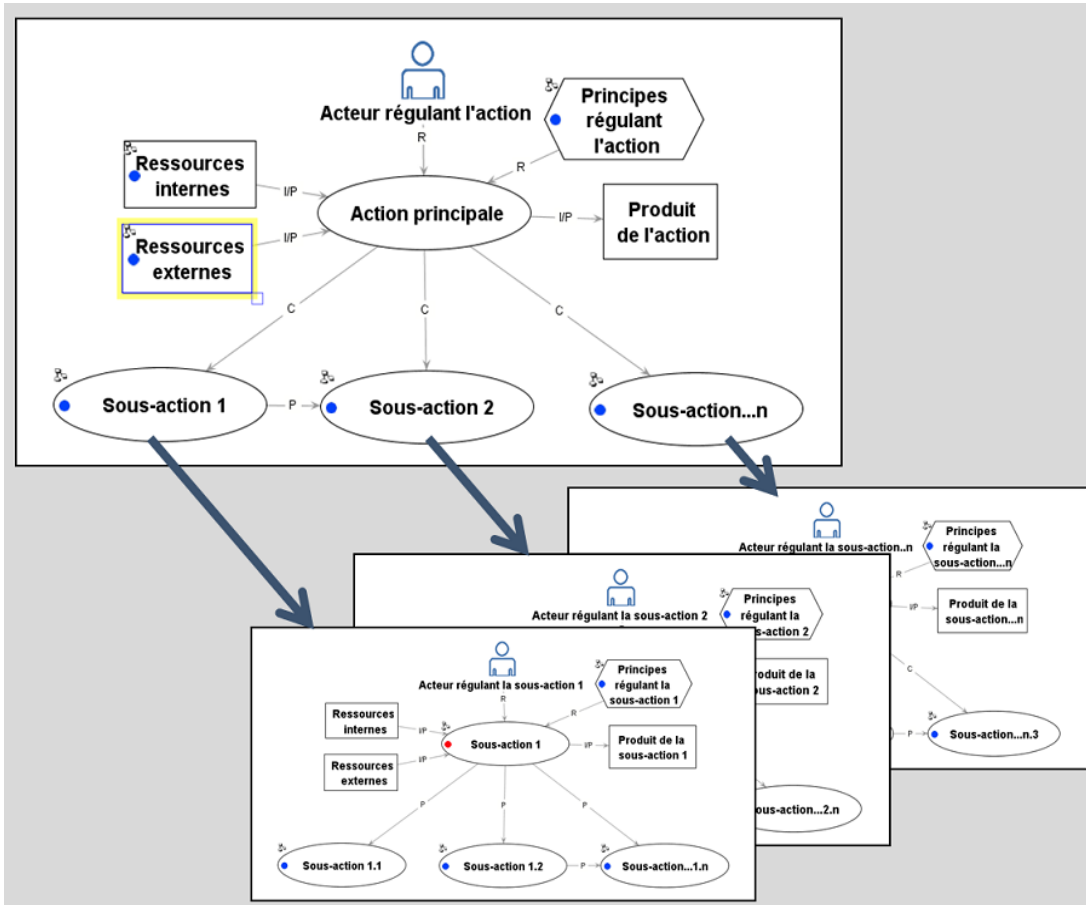 Acteur régulant l'action
Principes
régulant
l'action
R
R
Ressources
internes
I/P
Action principale
I/P
Produit
de l'action
Ressources
externes
I/P
C
C
C
Sous-action 1
P
Sous-action 2
Sous-action...n
Acteur régulant la sous-action..n
Principes
régulant la
sous-action...n
R
I/P
Produit de la
sous-action...n
C
P
Sous-action...n.3
Acteur régulant la sous-action 2
Principes
régulant la
ous-action 2
roduit de la
ous-action 2
ous-action...2.n
Acteur régulant la sous-action 1
Principes
régulant la
sous-action 1
R
R
Ressources
internes
I/P
Sous-action 1
I/P
Produit de la
sous-action 1
Ressources
externes
I/P
P
P
P
Sous-action 1.1
Sous-action 1.2
P
Sous-action...1.n